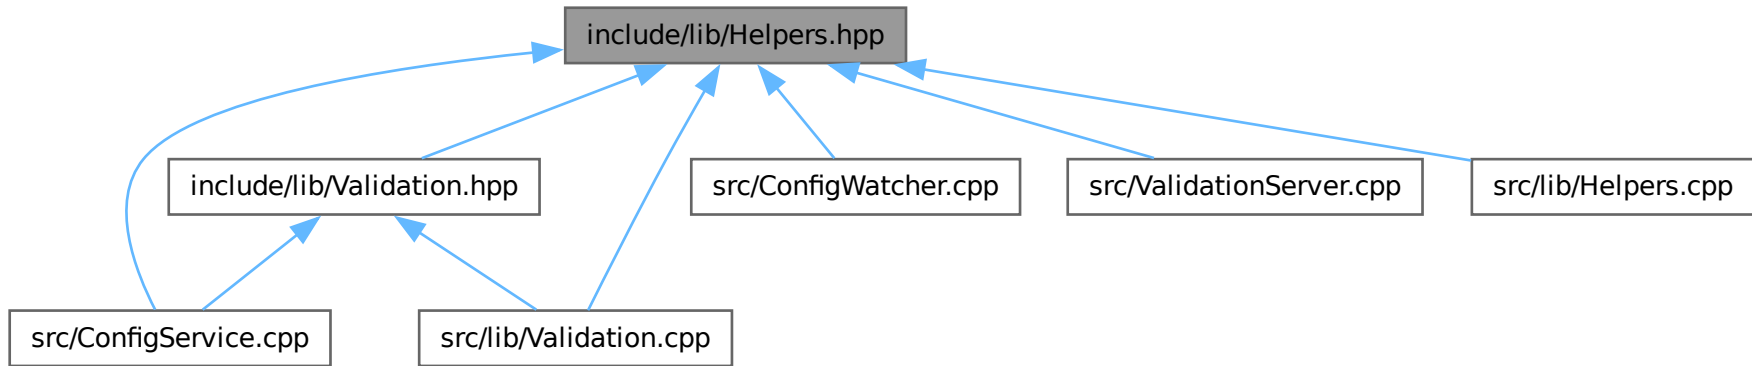 include/lib/Helpers.hpp
include/lib/Validation.hpp
src/ConfigWatcher.cpp
src/ValidationServer.cpp
src/lib/Helpers.cpp
src/ConfigService.cpp
src/lib/Validation.cpp